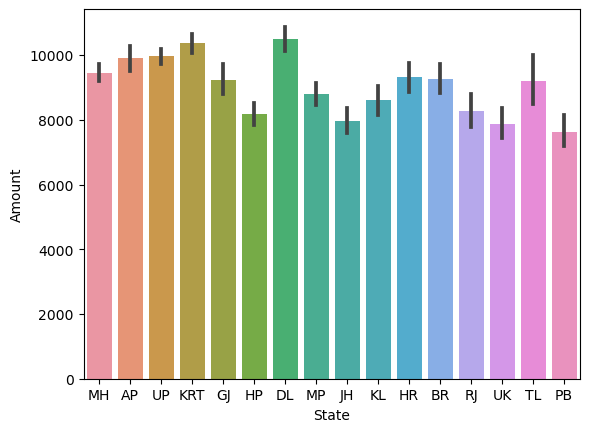 10000
8000
6000
4000
2000
0
Amount
MH AP UP KRT GJ HP DL MP JH KL HR BR RJ UK TL PB
State